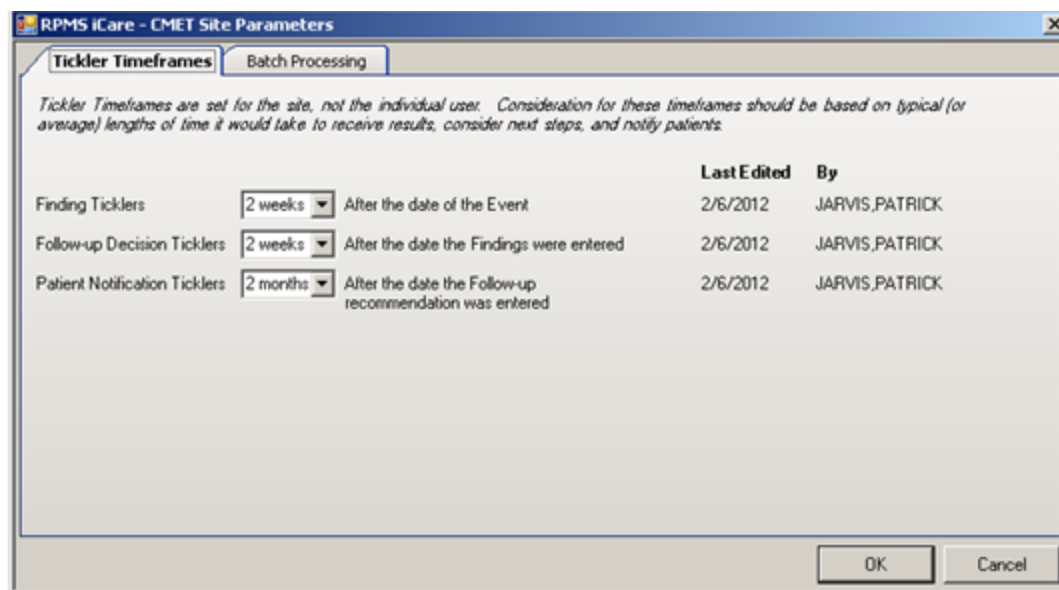 RPMS iCare - CMET Site Parameters
Tickler Timeframes Batch Processing
Tickler Timeframes are set for the site, not the individual user. Consideration for these timeframes should be based on typical (or
average) lengths of time it would take to receive results, consider next steps, and notify patients.
Last Edited By
Finding Ticklers 2 weeks After the date of the Event 2/6/2012 JARVIS,PATRICK
Follow-up Decision Ticklers 2 weeks After the date the Findings were entered 2/6/2012 JARVIS,PATRICK
Patient Notification Ticklers 2 months After the date the Follow-up 2/6/2012 JARVIS,PATRICK
recommendation was entered
OK Cancel